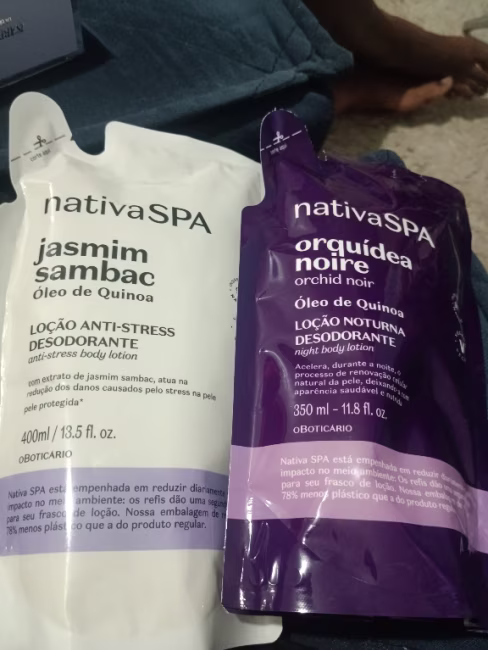 nativaSPA
jasmim
sambac
Óleo de Quinoa
LOÇÃO ANTI-STRESS
DESODORANTE
anti-stress body lotion
com extrato de jasmim sambac, atua na
redução dos danos causados pelo stress na pele
pele protegida*
400ml / 13.5 fl. oz.
oBOTICÁRIO
Nativa SPA está empenhada em reduzir diariamente
impacto no meio ambiente: os refis dão uma
para seu frasco de loção. Nossa embalagem de
78% menos plástico que a do produto regular.
nativaSPA
orquídea
noire
orchid noir
Óleo de Quinoa
LOÇÃO NOTURNA
DESODORANTE
night body lotion
Acelera, durante a noite, o
processo de renovação celular
natural da pele, deixando
aparência saudável e
350 ml - 11.8 fl. oz.
oBOTICÁRIO
Nativa SPA está empenhada em reduzir
impacto no meio ambiente: Os refis dão
para seu frasco de loção. Nossa embalagem
78% menos plástico que a do produto regular.